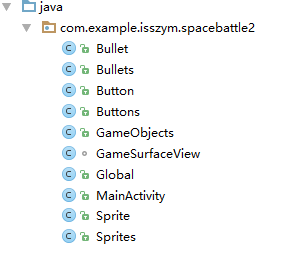 java
com.example.isszym.spacebattle2
Bullet
Bullets
Button
Buttons
GameObjects
GameSurfaceView
Global
MainActivity
Sprite
Sprites